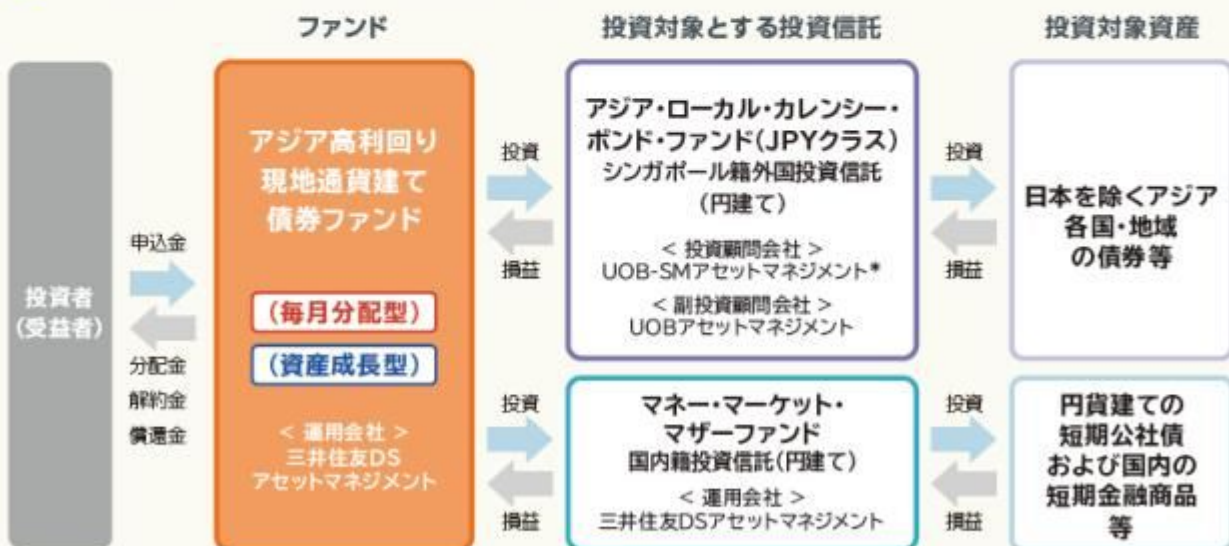 ファンド
投資対象とする投資信託
投資対象資産
投資者
(受益者)
申込金
分配金
解約金
償還金
アジア高利回り
現地通貨建て
債券ファンド
(毎月分配型)
(資産成長型)
< 運用会社 >
三井住友DS
アセットマネジメント
投資
損益
アジア・ローカル・カレンシー・
ボンド・ファンド(JPYクラス)
シンガポール籍外国投資信託
(円建て)
< 投資顧問会社 >
UOB-SMアセットマネジメント*
< 副投資顧問会社 >
UOBアセットマネジメント
投資
損益
日本を除くアジア
各国・地域
の債券等
投資
損益
マネー・マーケット・
マザーファンド
国内籍投資信託(円建て)
< 運用会社 >
三井住友DSアセットマネジメント
投資
損益
円貨建ての
短期公社債
および国内の
短期金融商品
等